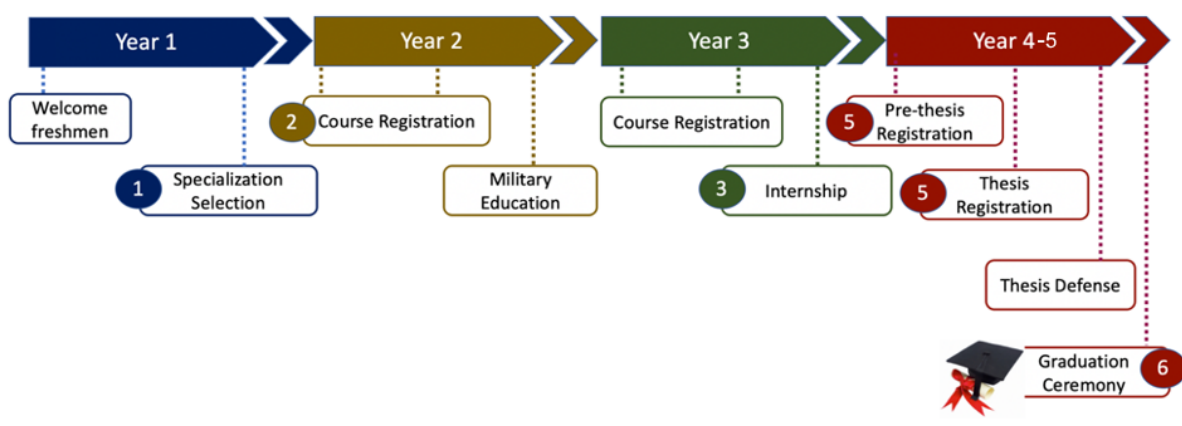 Year 1
Year 2
Year 3
Year 4-5
Welcome
freshmen
2
Course Registration
Course Registration
5
Pre-thesis
Registration
1
Specialization
Selection
Military
Education
3
Internship
5
Thesis
Registration
Thesis Defense
Graduation
Ceremony
6